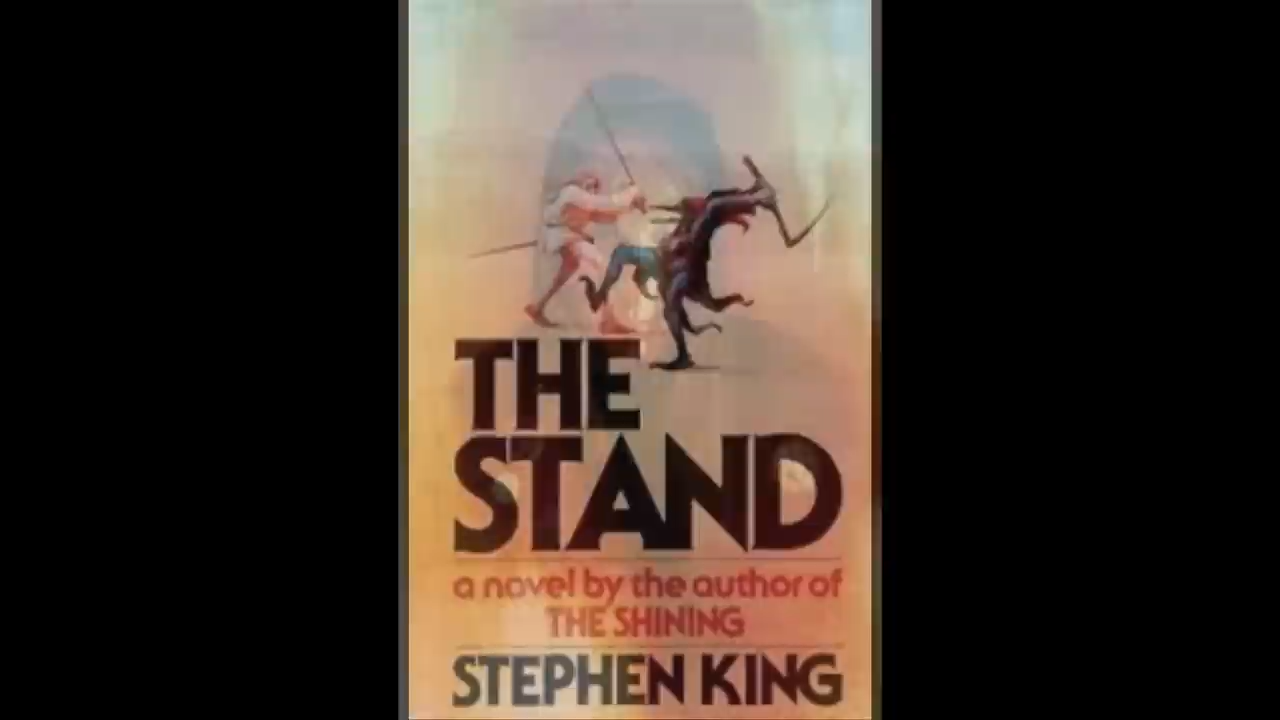 THE
STAND
a novel by the author of
THE SHINING
STEPHEN KING